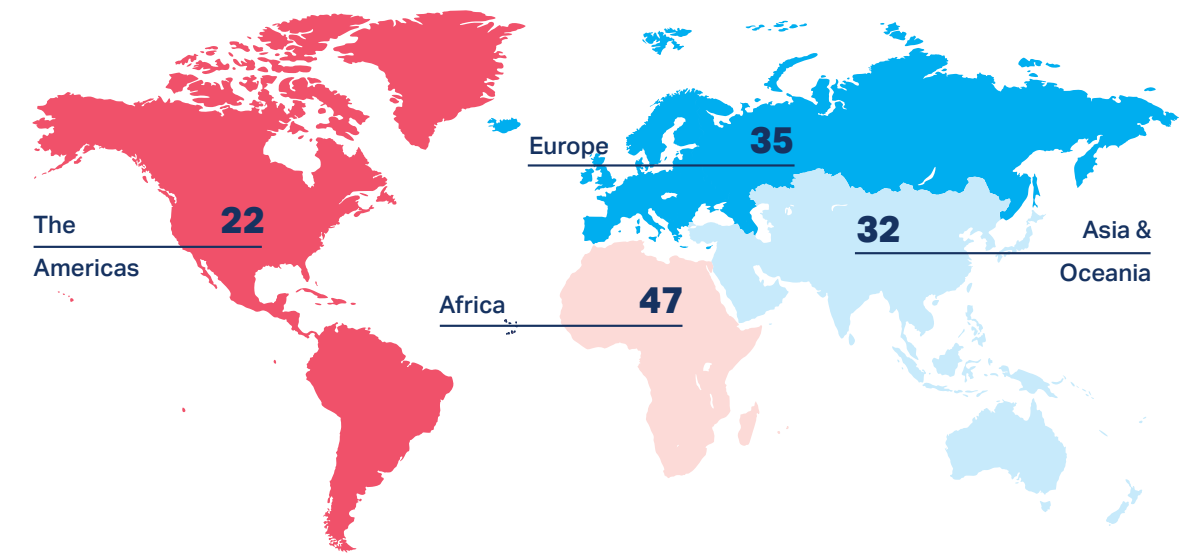 Europe 35
The 22
Americas
32 Asia &
Oceania
Africa 47